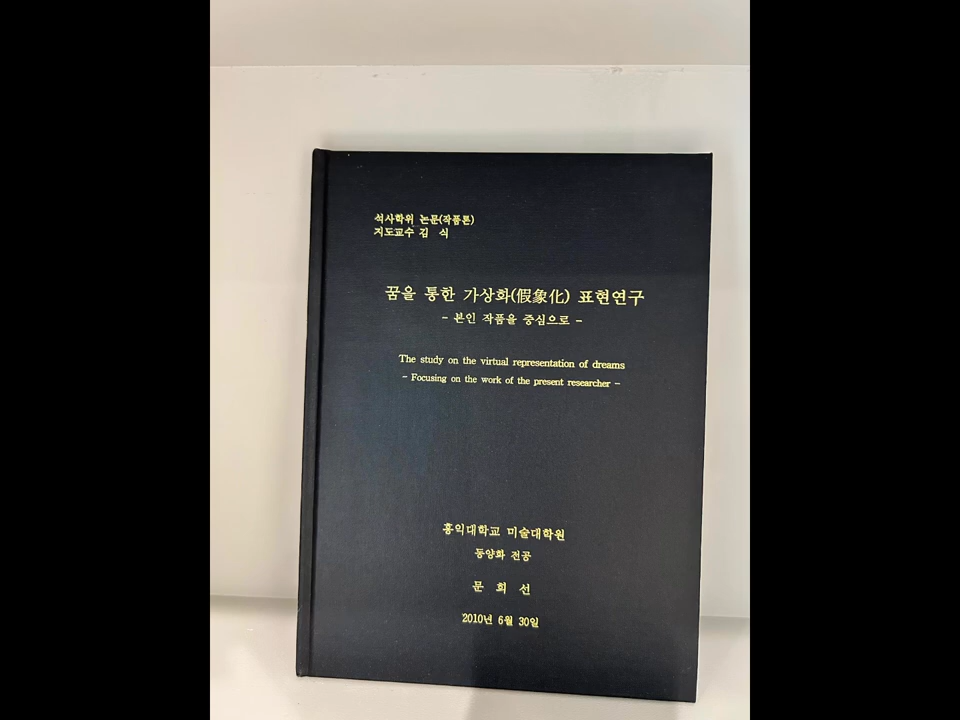 석사학위 논문(작품론)
지도교수 김 식
꿈을 통한 가상화(假象化) 표현연구
- 본인 작품을 중심으로 -
The study on the virtual representation of dreams
- Focusing on the work of the present researcher -
홍익대학교 미술대학원
동양화 전공
문 희 선
2010년 6월 30일